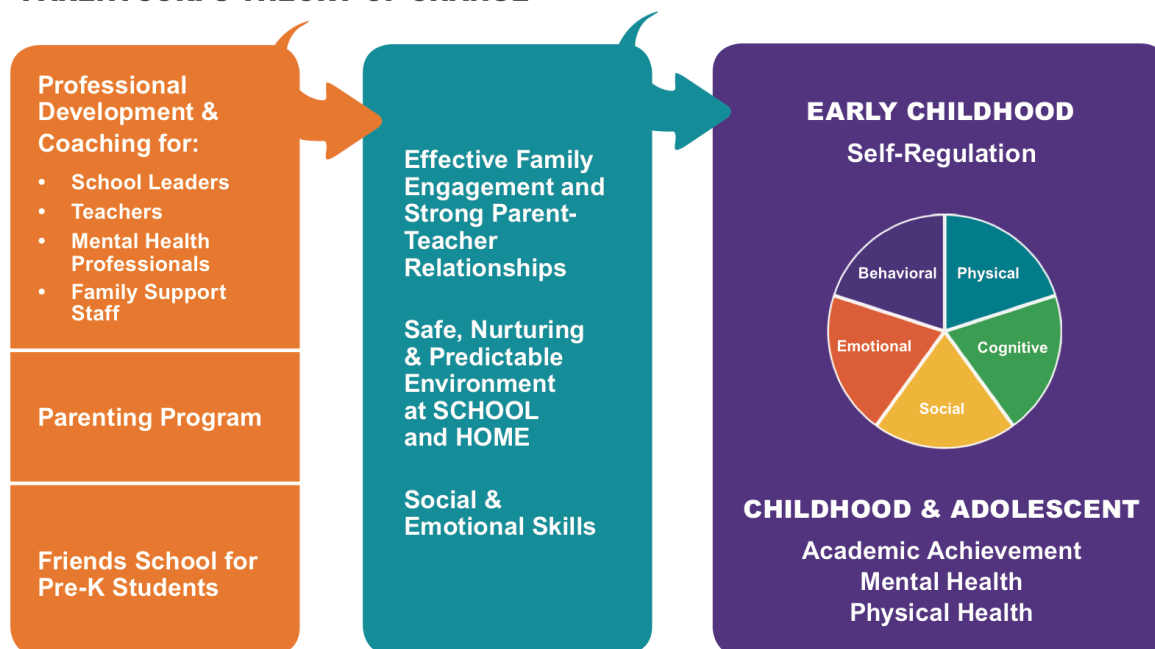 Professional
Development &
Coaching for:
• School Leaders
• Teachers
• Mental Health
Professionals
• Family Support
Staff
Parenting Program
Friends School for
Pre-K Students
Effective Family
Engagement and
Strong Parent-
Teacher
Relationships
Safe, Nurturing
& Predictable
Environment
at SCHOOL
and HOME
Social &
Emotional Skills
EARLY CHILDHOOD
Self-Regulation
Behavioral
Physical
Emotional
Cognitive
Social
CHILDHOOD & ADOLESCENT
Academic Achievement
Mental Health
Physical Health